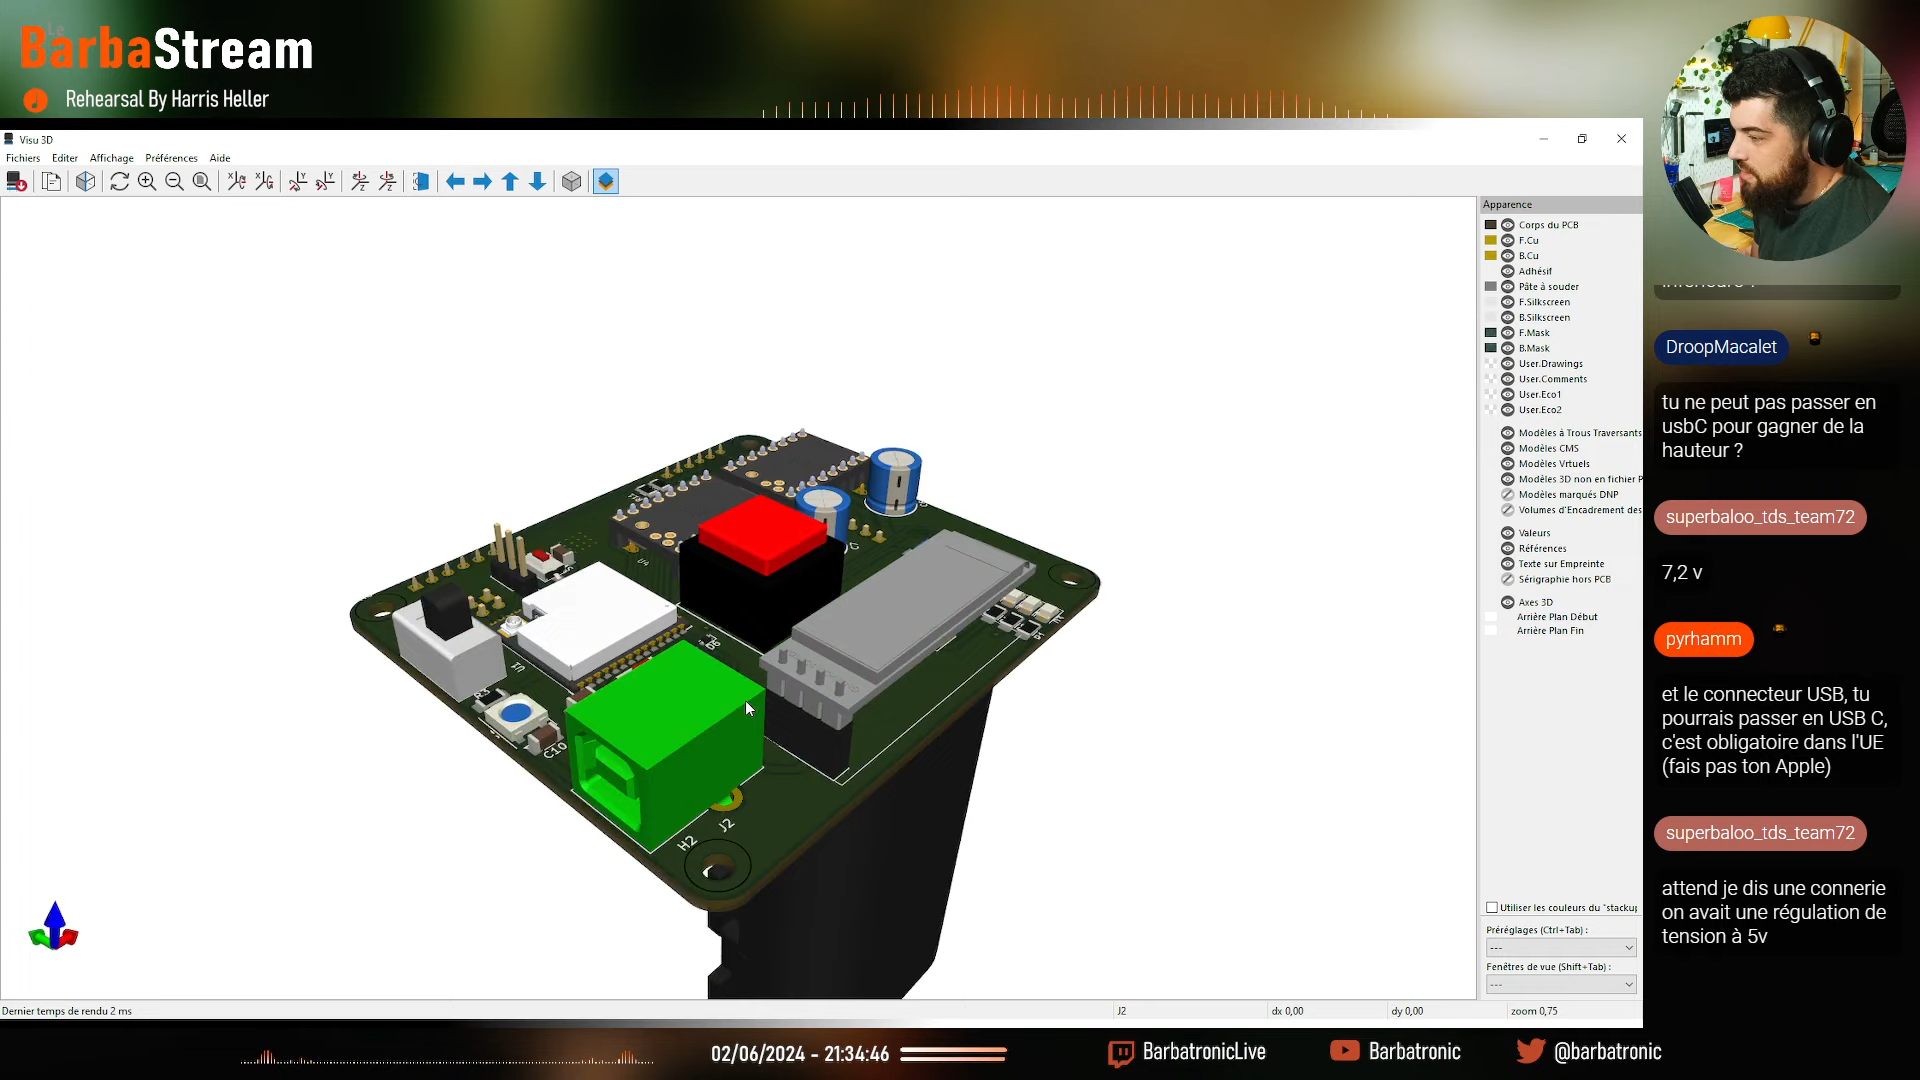 Le
BarbaStream
Rehearsal By Harris Heller
Visu 3D
Fichiers Editer Affichage Préférences Aide
Apparence
Corps du PCB
F.Cu
B.Cu
Adhésif
Pâte à souder
F.Silkscreen
B.Silkscreen
F.Mask
B.Mask
User.Drawings
User.Comments
User.Eco1
User.Eco2
Modèles à Trous Traversants
Modèles CMS
Modèles Vrtuels
Modèles 3D non en fichier P
Modèles marqués DNP
Volumes d'Encadrement des
Valeurs
Références
Texte sur Empreinte
Sérigraphie hors PCB
Axes 3D
Arrière Plan Début
Arrière Plan Fin
Utiliser les couleurs du "stackup
Préréglages (Ctrl+Tab) :
---
Fenêtres de vue (Shift+Tab) :
---
U4
U1
R3
C10
D6
J2
H2
Dernier temps de rendu 2 ms
J2
dx 0,00
dy 0,00
zoom 0,75
DroopMacalet
tu ne peut pas passer en
usbC pour gagner de la
hauteur ?
superbaloo_tds_team72
7,2 v
pyrhamm
et le connecteur USB, tu
pourrais passer en USB C,
c'est obligatoire dans l'UE
(fais pas ton Apple)
superbaloo_tds_team72
attend je dis une connerie
on avait une régulation de
tension à 5v
02/06/2024 - 21:34:46
BarbatronicLive
Barbatronic
@barbatronic